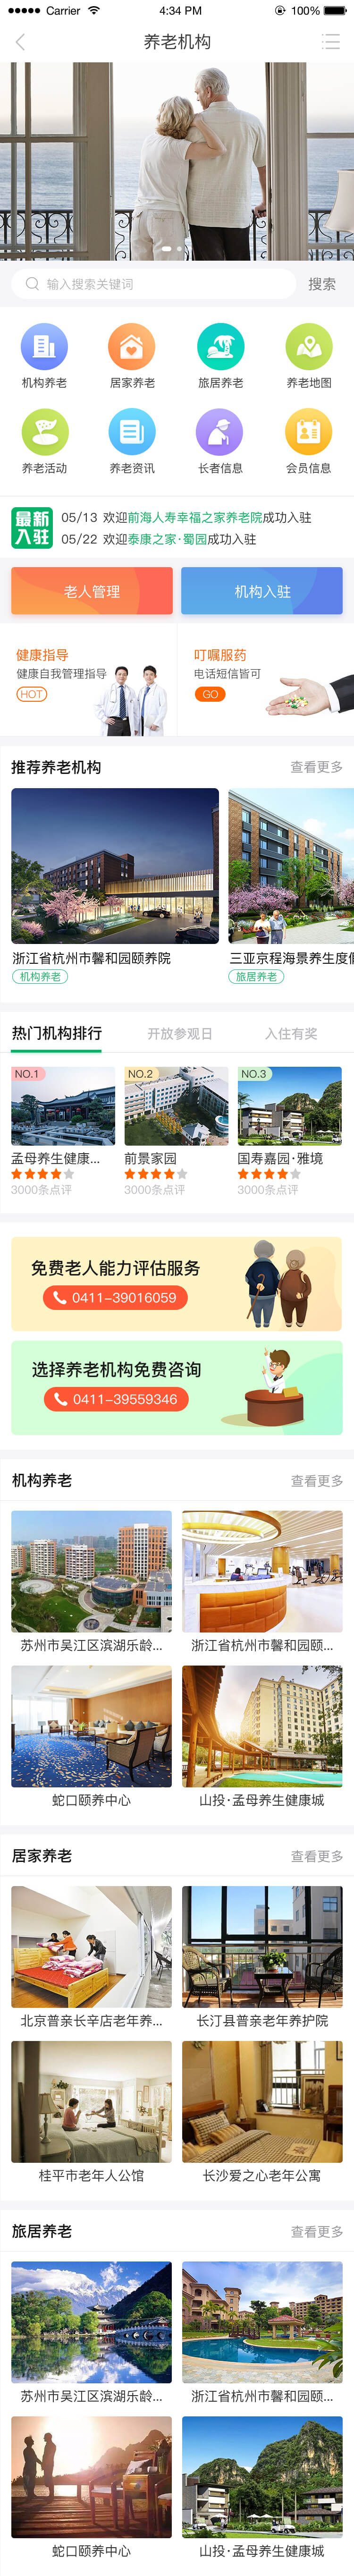 Carrier 4:34 PM 100%
养老机构
输入搜索关键词 搜索
机构养老 居家养老 旅居养老 养老地图
养老活动 养老资讯 长者信息 会员信息
最新入驻
05/13 欢迎前海人寿幸福之家养老院成功入驻
05/22 欢迎泰康之家·蜀园成功入驻
老人管理 机构入驻
健康指导 叮嘱服药
健康自我管理指导 电话短信皆可
HOT GO
推荐养老机构 查看更多
浙江省杭州市馨和园颐养院 三亚京程海景养生度假
机构养老 旅居养老
热门机构排行 开放参观日 入住有奖
NO.1 NO.2 NO.3
孟母养生健康... 前景家园 国寿嘉园·雅境
3000条点评 3000条点评 3000条点评
免费老人能力评估服务
0411-39016059
选择养老机构免费咨询
0411-39559346
机构养老 查看更多
苏州市吴江区滨湖乐龄... 浙江省杭州市馨和园颐...
蛇口颐养中心 山投·孟母养生健康城
居家养老 查看更多
北京普亲长辛店老年养... 长汀县普亲老年养护院
桂平市老年人公馆 长沙爱之心老年公寓
旅居养老 查看更多
苏州市吴江区滨湖乐龄... 浙江省杭州市馨和园颐...
蛇口颐养中心 山投·孟母养生健康城